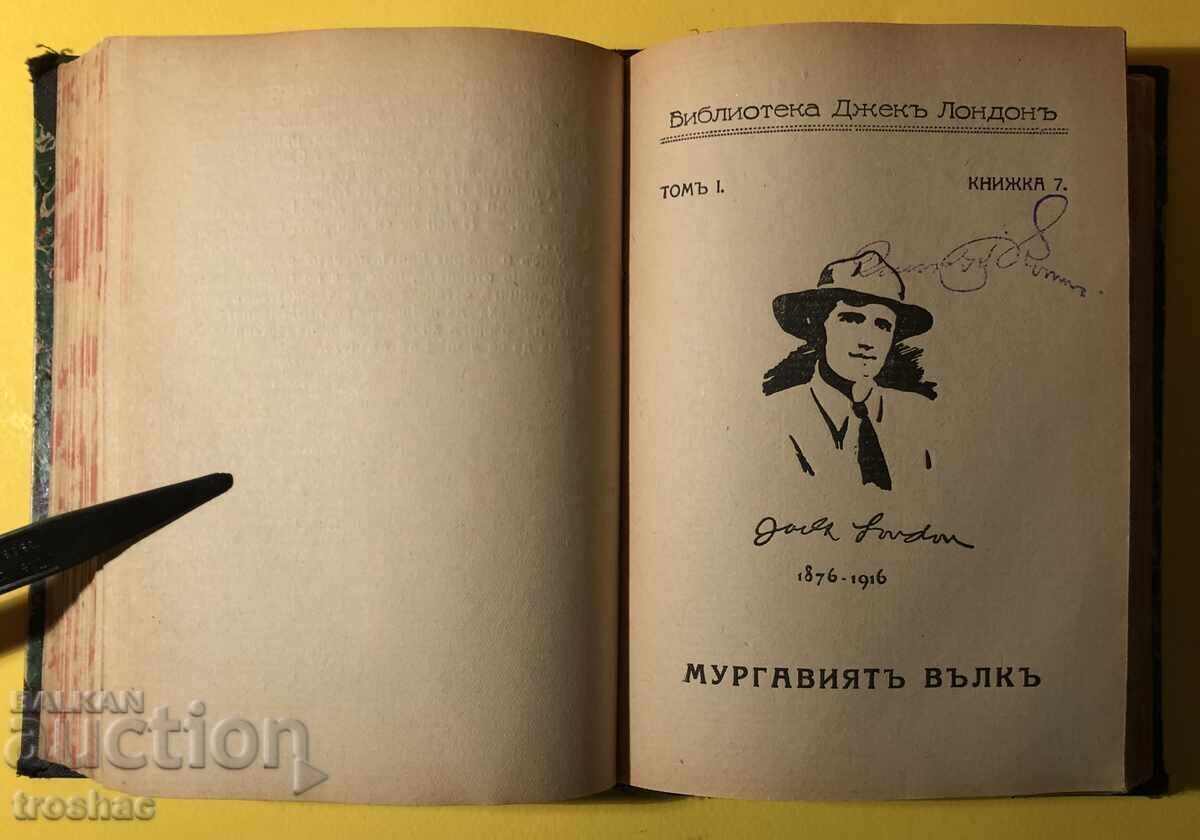 Библиотека Джекъ Лондонъ
ТОМЪ I.
КНИЖКА 7.
Jack London
1876-1916
МУРГАВИЯТЪ ВЪЛКЪ
BALKAN
auction
troshac